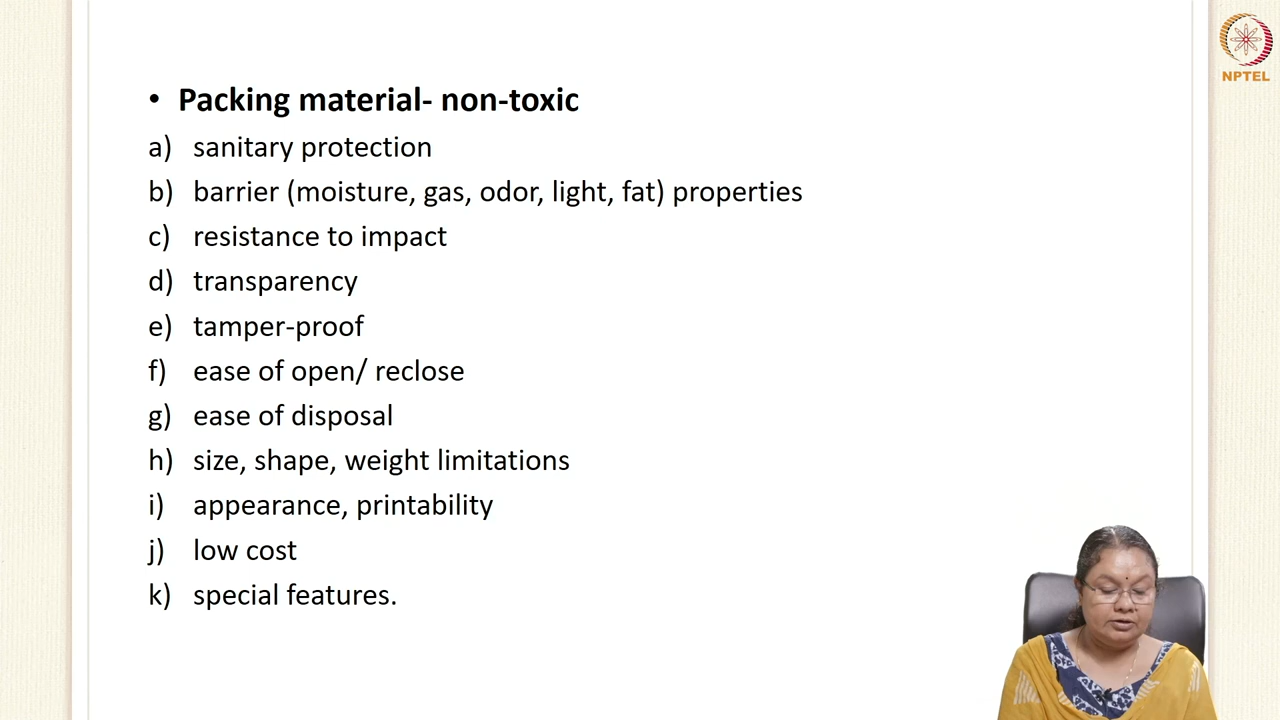 NPTEL
• Packing material- non-toxic
a) sanitary protection
b) barrier (moisture, gas, odor, light, fat) properties
c) resistance to impact
d) transparency
e) tamper-proof
f) ease of open/ reclose
g) ease of disposal
h) size, shape, weight limitations
i) appearance, printability
j) low cost
k) special features.